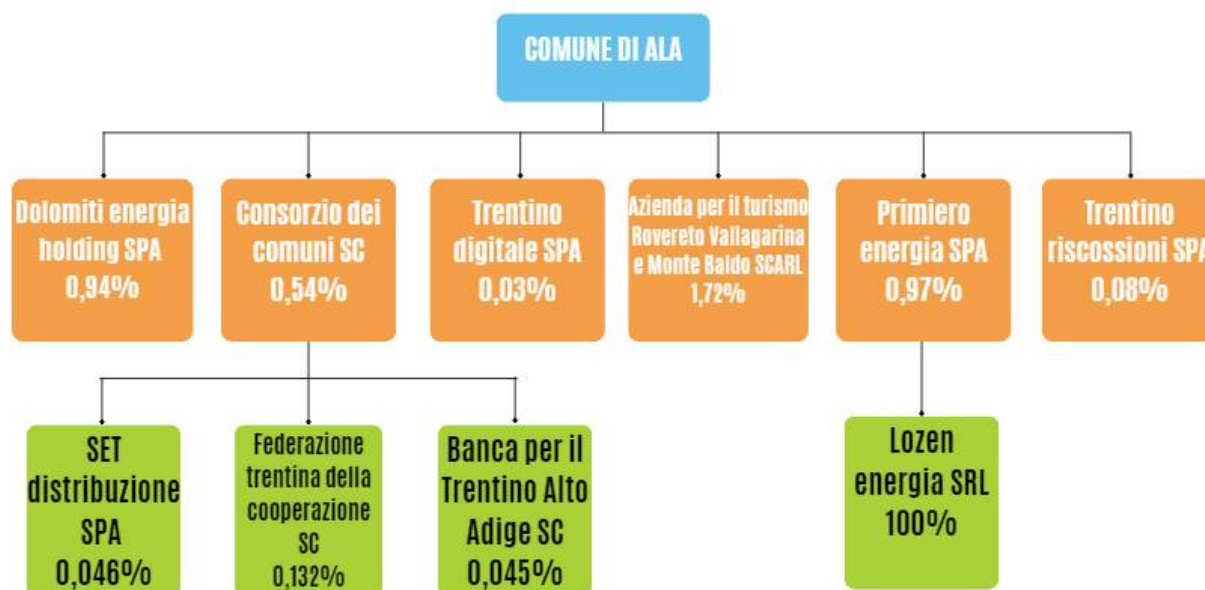 COMUNE DI ALA
Dolomiti energia
holding SPA
0,94%
Consorzio dei
comuni SC
0,54%
Trentino
digitale SPA
0,03%
Azienda per il turismo
Rovereto Vallagarina
e Monte Baldo SCARL
1,72%
Primiero
energia SPA
0,97%
Trentino
riscossioni SPA
0,08%
SET
distribuzione
SPA
0,046%
Federazione
trentina della
cooperazione
SC
0,132%
Banca per il
Trentino Alto
Adige SC
0,045%
Lozen
energia SRL
100%